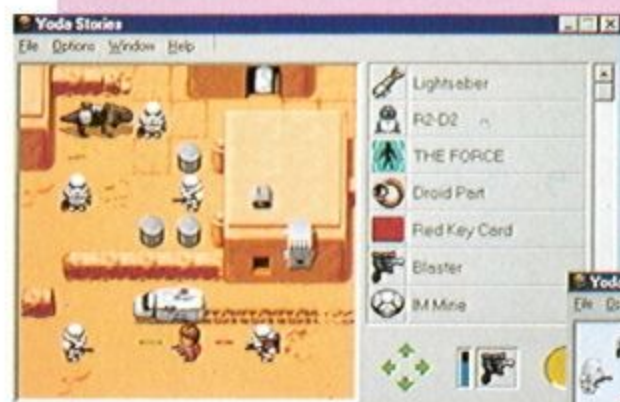 Yoda Stories
File Options Window Help
Lightsaber
R2-D2
THE FORCE
Droid Part
Red Key Card
Blaster
IM Mine
Yoda
File